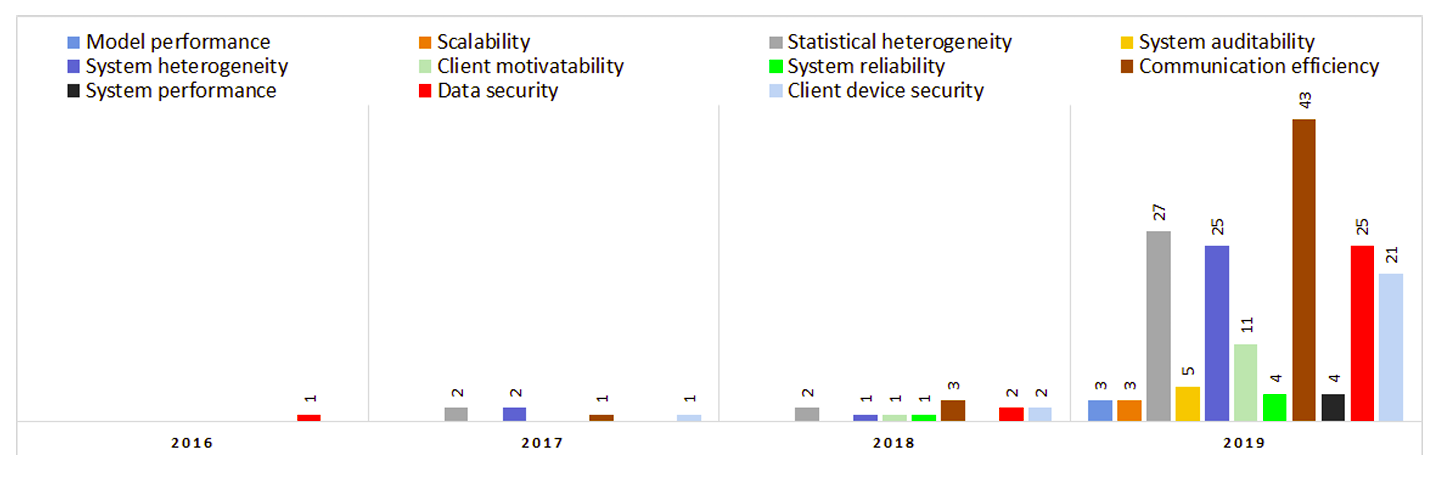 Model performance Scalability Statistical heterogeneity System auditability
System heterogeneity Client motivatability System reliability Communication efficiency
System performance Data security Client device security
1
2 2 1 1
2 1 1 1 3 2 2
3 3 27 5 25 11 4 43 4 25 21
2016 2017 2018 2019